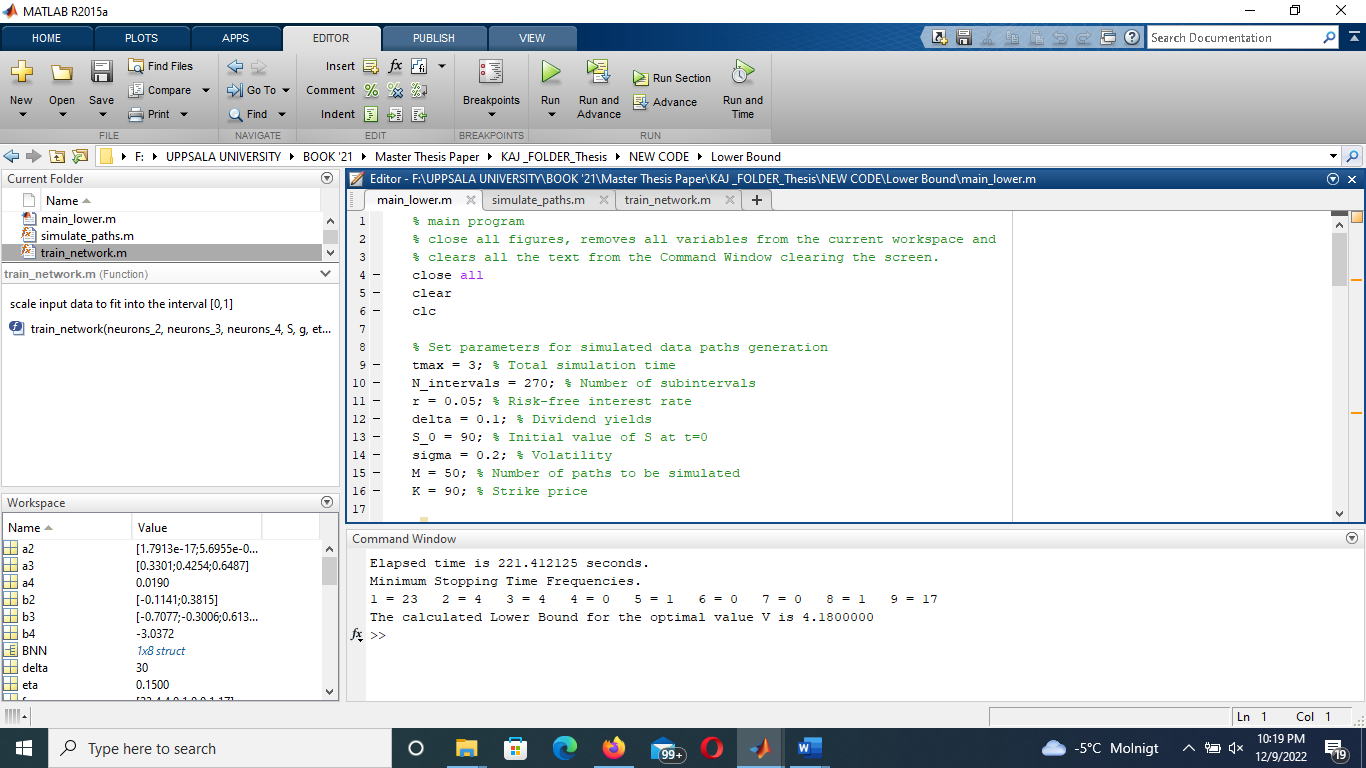 MATLAB R2015a
HOME PLOTS APPS EDITOR PUBLISH VIEW
Search Documentation
New Open Save
Find Files
Compare
Print
FILE
Go To
Find
NAVIGATE
Insert
Comment
Indent
EDIT
Breakpoints
BREAKPOINTS
Run
Run and Advance
Run Section
Advance
Run and Time
RUN
F: UPPSALA UNIVERSITY BOOK '21 Master Thesis Paper KAJ _FOLDER_Thesis NEW CODE Lower Bound
Current Folder
Name
main_lower.m
simulate_paths.m
train_network.m
train_network.m (Function)
scale input data to fit into the interval [0,1]
train_network(neurons_2, neurons_3, neurons_4, S, g, et...
Workspace
Name Value
a2 [1.7913e-17;5.6955e-0...
a3 [0.3301;0.4254;0.6487]
a4 0.0190
b2 [-0.1141;0.3815]
b3 [-0.7077;-0.3006;0.613...
b4 -3.0372
BNN 1x8 struct
delta 30
eta 0.1500
Editor - F:\UPPSALA UNIVERSITY\BOOK '21\Master Thesis Paper\KAJ _FOLDER_Thesis\NEW CODE\Lower Bound\main_lower.m
main_lower.m simulate_paths.m train_network.m
1 % main program
2 % close all figures, removes all variables from the current workspace and
3 % clears all the text from the Command Window clearing the screen.
4 – close all
5 – clear
6 – clc
7
8 % Set parameters for simulated data paths generation
9 – tmax = 3; % Total simulation time
10 – N_intervals = 270; % Number of subintervals
11 – r = 0.05; % Risk-free interest rate
12 – delta = 0.1; % Dividend yields
13 – S_0 = 90; % Initial value of S at t=0
14 – sigma = 0.2; % Volatility
15 – M = 50; % Number of paths to be simulated
16 – K = 90; % Strike price
17
Command Window
Elapsed time is 221.412125 seconds.
Minimum Stopping Time Frequencies.
1 = 23 2 = 4 3 = 4 4 = 0 5 = 1 6 = 0 7 = 0 8 = 1 9 = 17
The calculated Lower Bound for the optimal value V is 4.1800000
fx >>
Ln 1 Col 1
Type here to search
99+
-5°C Molnigt
10:19 PM
12/9/2022
19